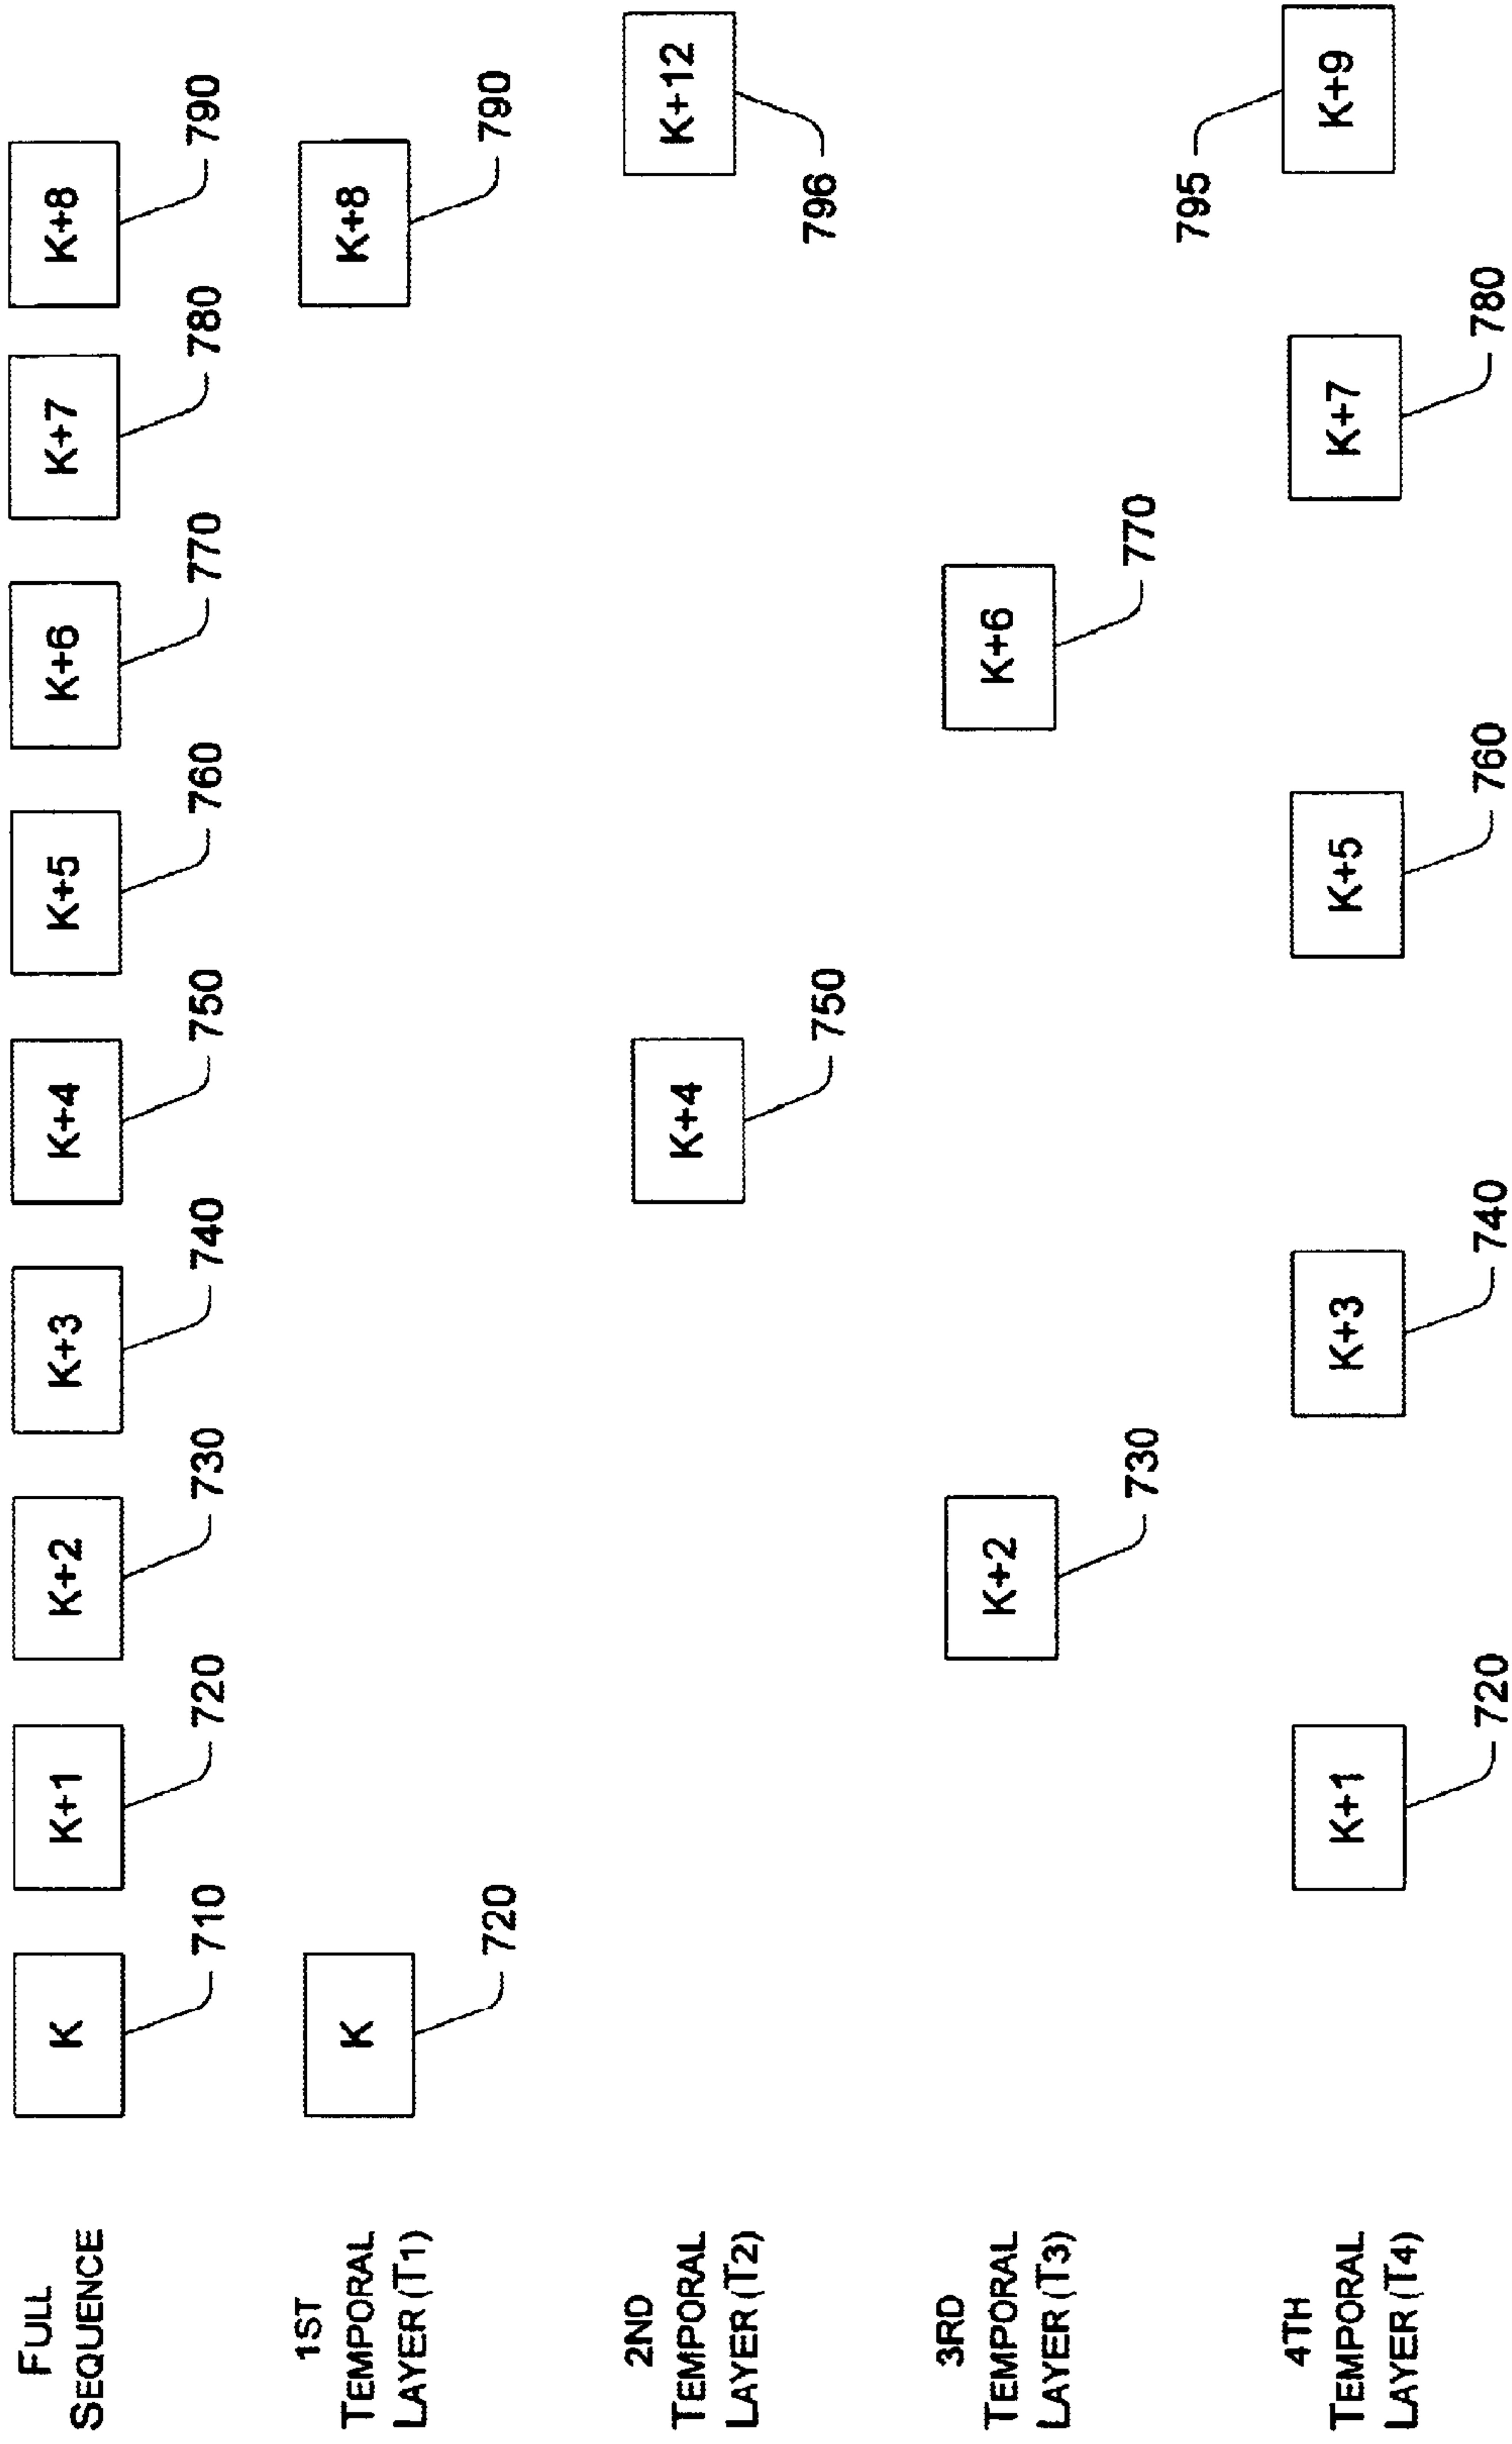 FULL
SEQUENCE
K
K+1
K+2
K+3
K+4
K+5
K+6
K+7
K+8
710
720
730
740
750
760
770
780
790
1ST
TEMPORAL
LAYER (T1)
K
K+8
720
790
2ND
TEMPORAL
LAYER (T2)
K+4
K+12
750
796
3RD
TEMPORAL
LAYER (T3)
K+2
K+6
730
770
4TH
TEMPORAL
LAYER (T4)
795
K+1
K+3
K+5
K+7
K+9
720
740
760
780